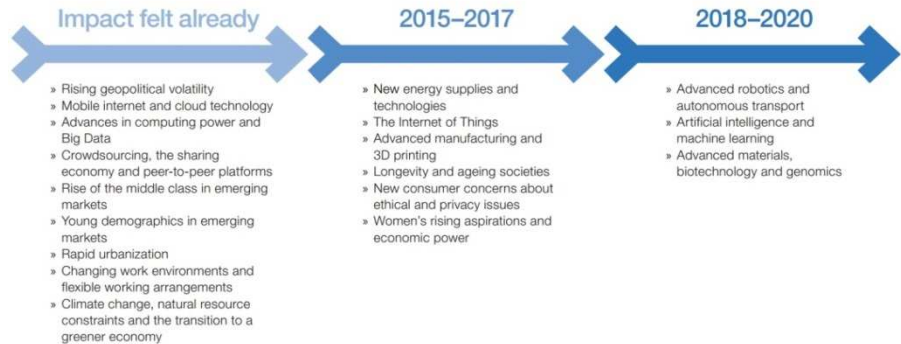 Impact felt already
» Rising geopolitical volatility
» Mobile internet and cloud technology
» Advances in computing power and
Big Data
» Crowdsourcing, the sharing
economy and peer-to-peer platforms
» Rise of the middle class in emerging
markets
» Young demographics in emerging
markets
» Rapid urbanization
» Changing work environments and
flexible working arrangements
» Climate change, natural resource
constraints and the transition to a
greener economy
2015–2017
» New energy supplies and
technologies
» The Internet of Things
» Advanced manufacturing and
3D printing
» Longevity and ageing societies
» New consumer concerns about
ethical and privacy issues
» Women's rising aspirations and
economic power
2018–2020
» Advanced robotics and
autonomous transport
» Artificial intelligence and
machine learning
» Advanced materials,
biotechnology and genomics